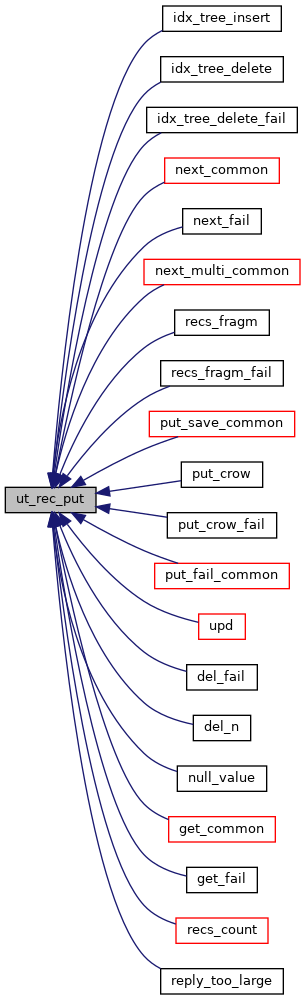 idx_tree_insert
idx_tree_delete
idx_tree_delete_fail
next_common
next_fail
next_multi_common
recs_fragm
recs_fragm_fail
put_save_common
put_crow
ut_rec_put
put_crow_fail
put_fail_common
upd
del_fail
del_n
null_value
get_common
get_fail
recs_count
reply_too_large